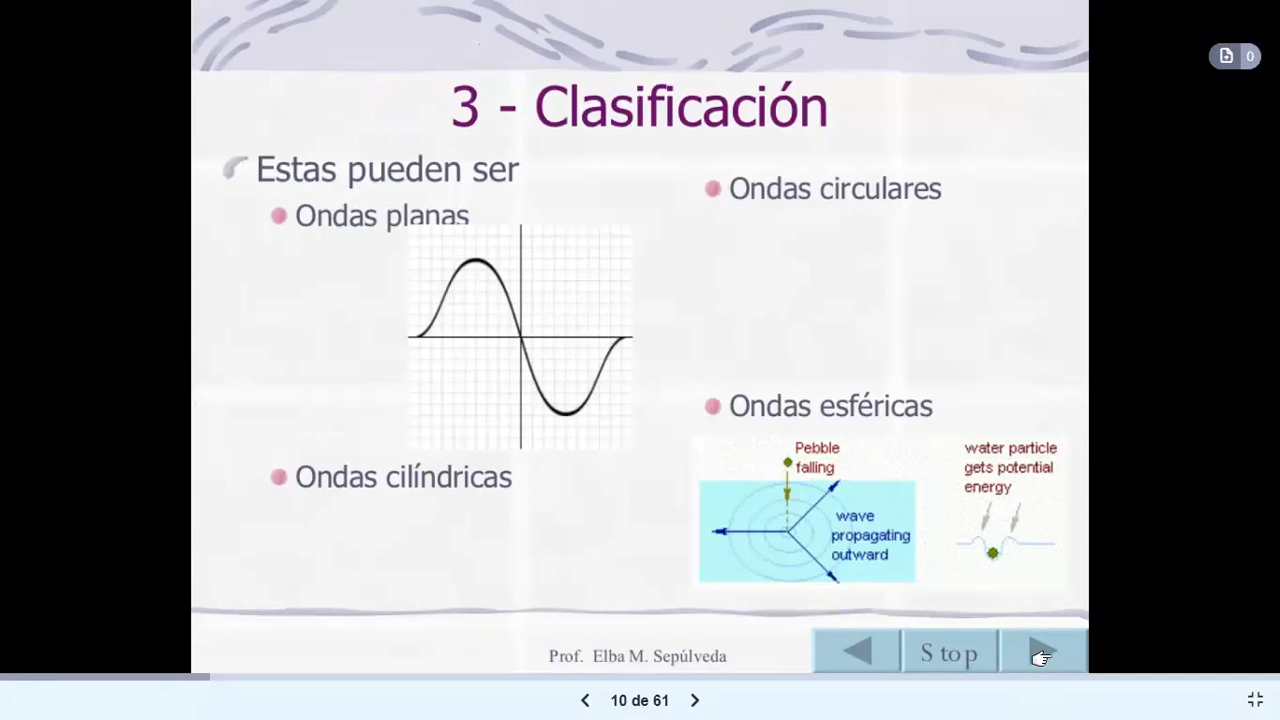 3 - Clasificación
Estas pueden ser
Ondas planas
Ondas cilíndricas
Ondas circulares
Ondas esféricas
Pebble
falling
wave
propagating
outward
water particle
gets potential
energy
Prof. Elba M. Sepúlveda
Stop
10 de 61
0